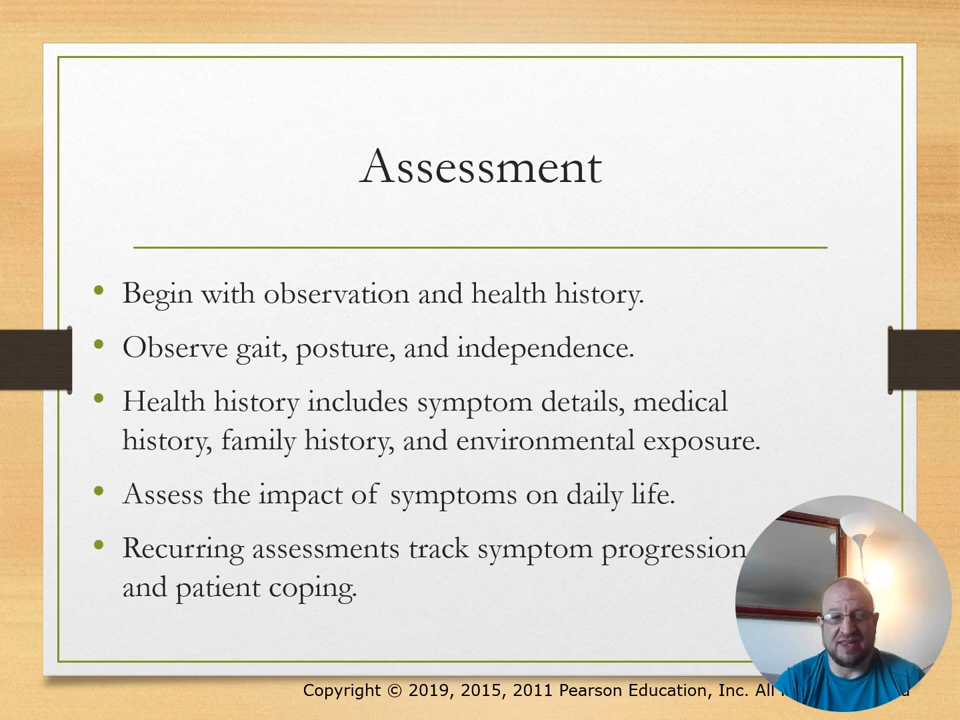 Assessment
• Begin with observation and health history.
• Observe gait, posture, and independence.
• Health history includes symptom details, medical
history, family history, and environmental exposure.
• Assess the impact of symptoms on daily life.
• Recurring assessments track symptom progression
and patient coping.
Copyright © 2019, 2015, 2011 Pearson Education, Inc. All